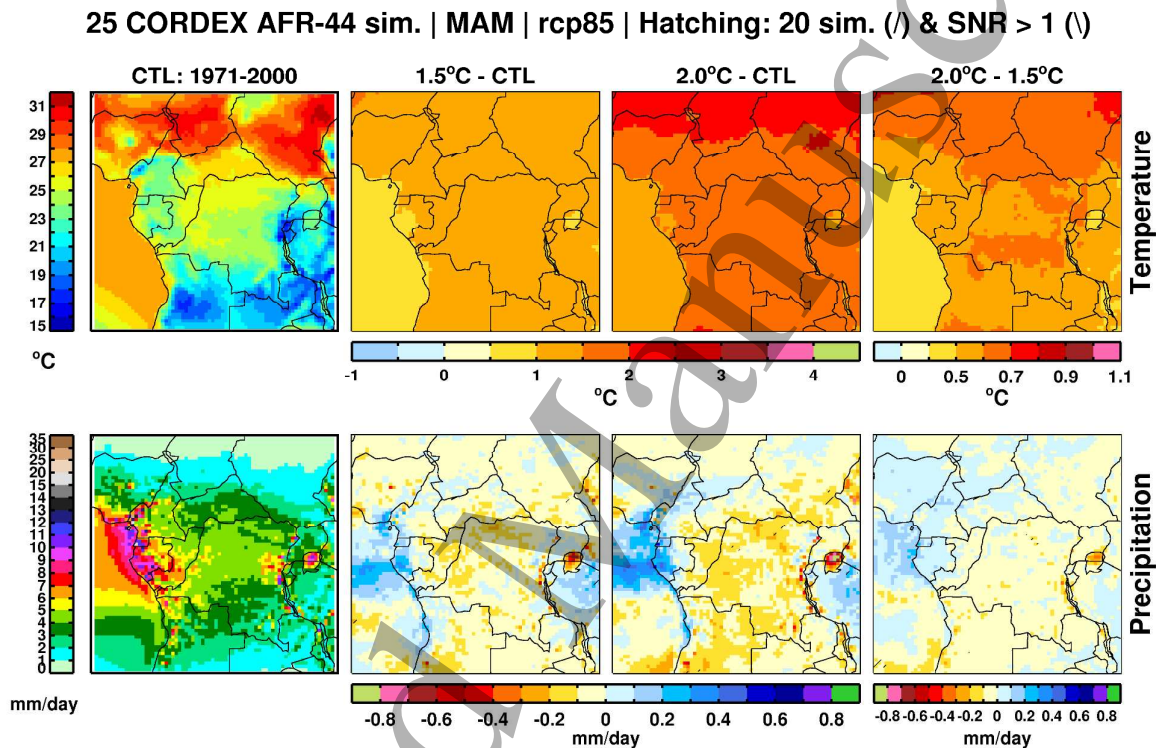 25 CORDEX AFR-44 sim. | MAM | rcp85 | Hatching: 20 sim. (/) & SNR > 1 (\)
CTL: 1971-2000 1.5°C - CTL 2.0°C - CTL 2.0°C - 1.5°C
31
29
27
25
23
21
19
17
15
°C
Temperature
-1 0 1 2 3 4
°C
0 0.5 0.7 0.9 1.1
°C
35
30
25
20
15
14
13
12
11
10
9
8
7
6
5
4
3
2
1
0
mm/day
Precipitation
-0.8 -0.6 -0.4 -0.2 0 0.2 0.4 0.6 0.8
mm/day
-0.8 -0.6 -0.4 -0.2 0 0.2 0.4 0.6 0.8
mm/day
d Manusc